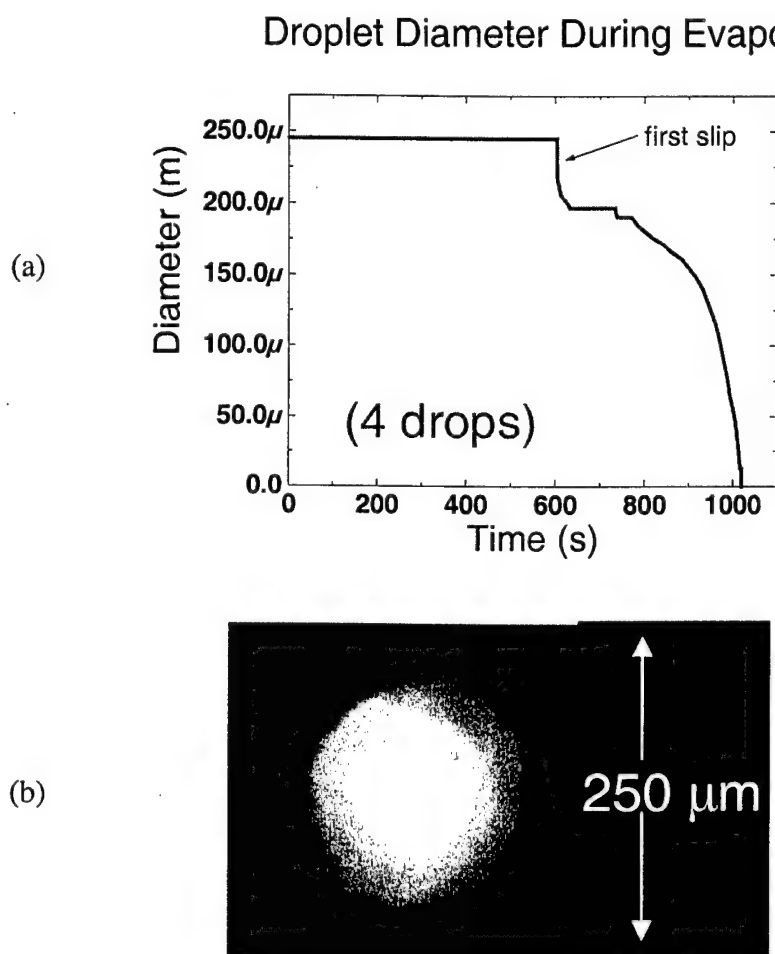 Droplet Diameter During Evapo
250.0μ
first slip
200.0μ
Diameter (m)
(a)
150.0μ
100.0μ
50.0μ
(4 drops)
0.0
0 200 400 600 800 1000
Time (s)
250 μm
(b)